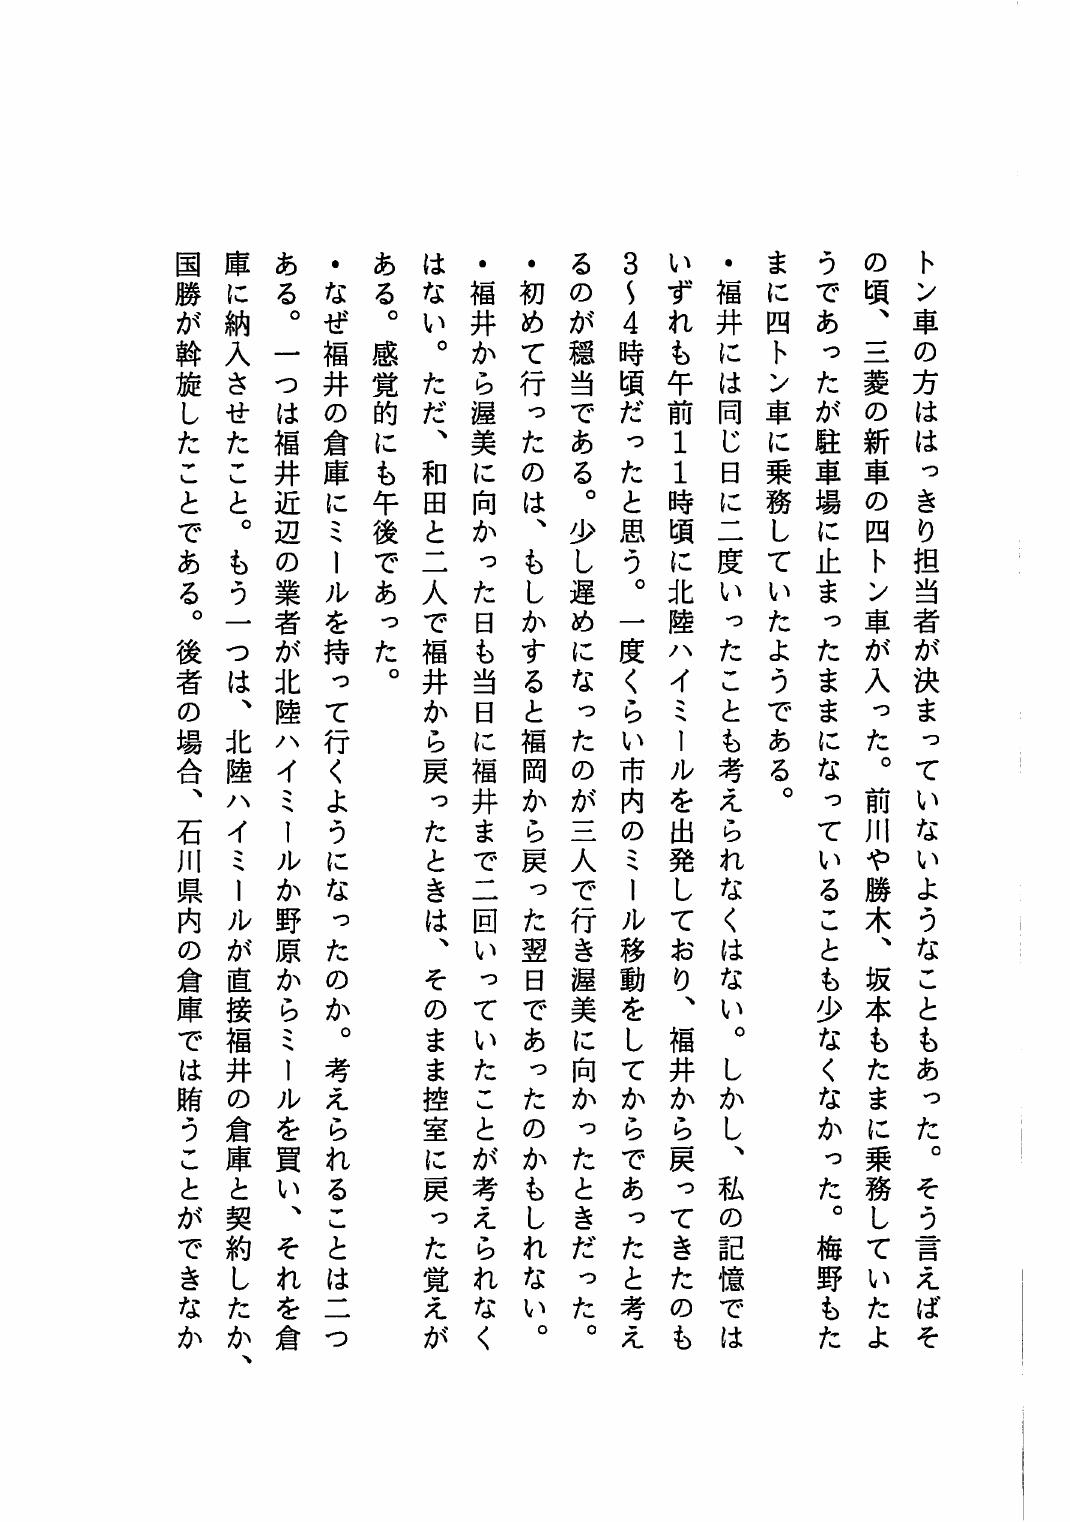 トン車の方ははっきり担当者が決まっていないようなこともあった。そう言えばそ
の頃、三菱の新車の四トン車が入った。前川や勝木、坂本もたまに乗務していたよ
うであったが駐車場に止まったままになっていることも少なくなかった。梅野もた
まに四トン車に乗務していたようである。
・福井には同じ日に二度いったことも考えられなくはない。しかし、私の記憶では
いずれも午前１１時頃に北陸ハイミールを出発しており、福井から戻ってきたのも
３～４時頃だったと思う。一度くらい市内のミール移動をしてからであったと考え
るのが穏当である。少し遅めになったのが三人で行き渥美に向かったときだった。
・初めて行ったのは、もしかすると福岡から戻った翌日であったのかもしれない。
・福井から渥美に向かった日も当日に福井まで二回いっていたことが考えられなく
はない。ただ、和田と二人で福井から戻ったときは、そのまま控室に戻った覚えが
ある。感覚的にも午後であった。
・なぜ福井の倉庫にミールを持って行くようになったのか。考えられることは二つ
ある。一つは福井近辺の業者が北陸ハイミールか野原からミールを買い、それを倉
庫に納入させたこと。もう一つは、北陸ハイミールが直接福井の倉庫と契約したか、
国勝が斡旋したことである。後者の場合、石川県内の倉庫では賄うことができなか